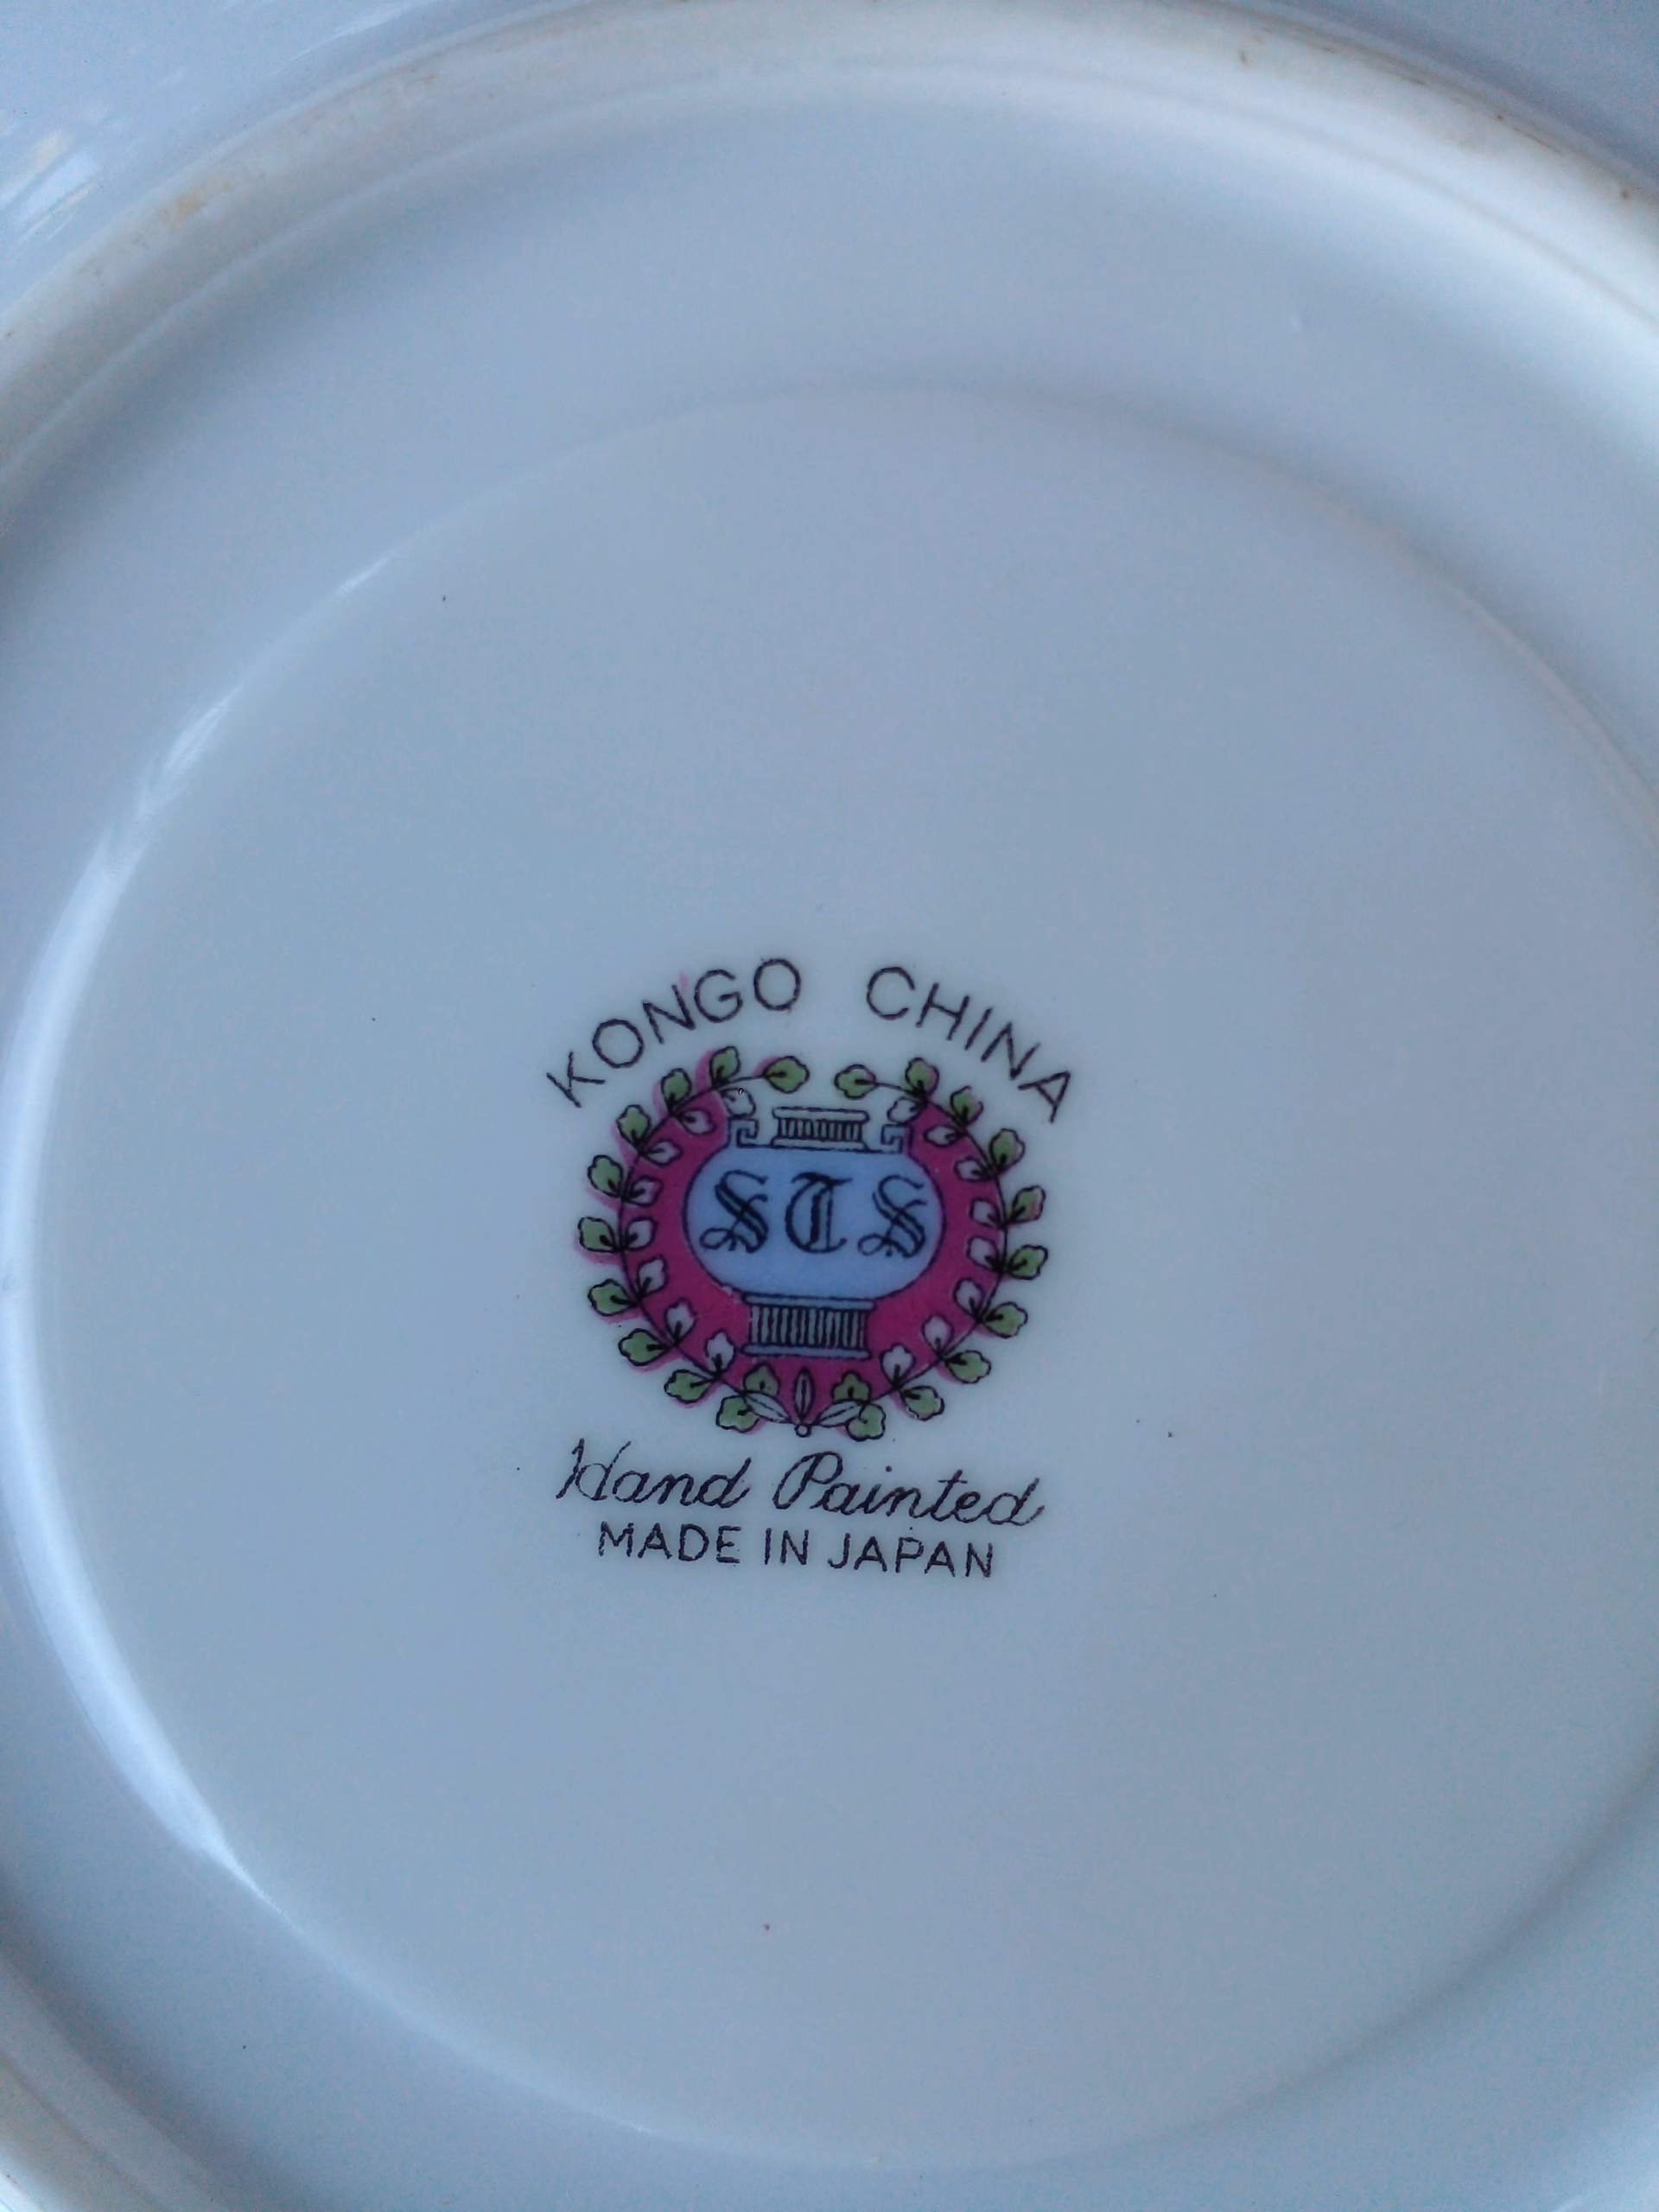 KONGO CHINA
STS
Hand Painted
MADE IN JAPAN